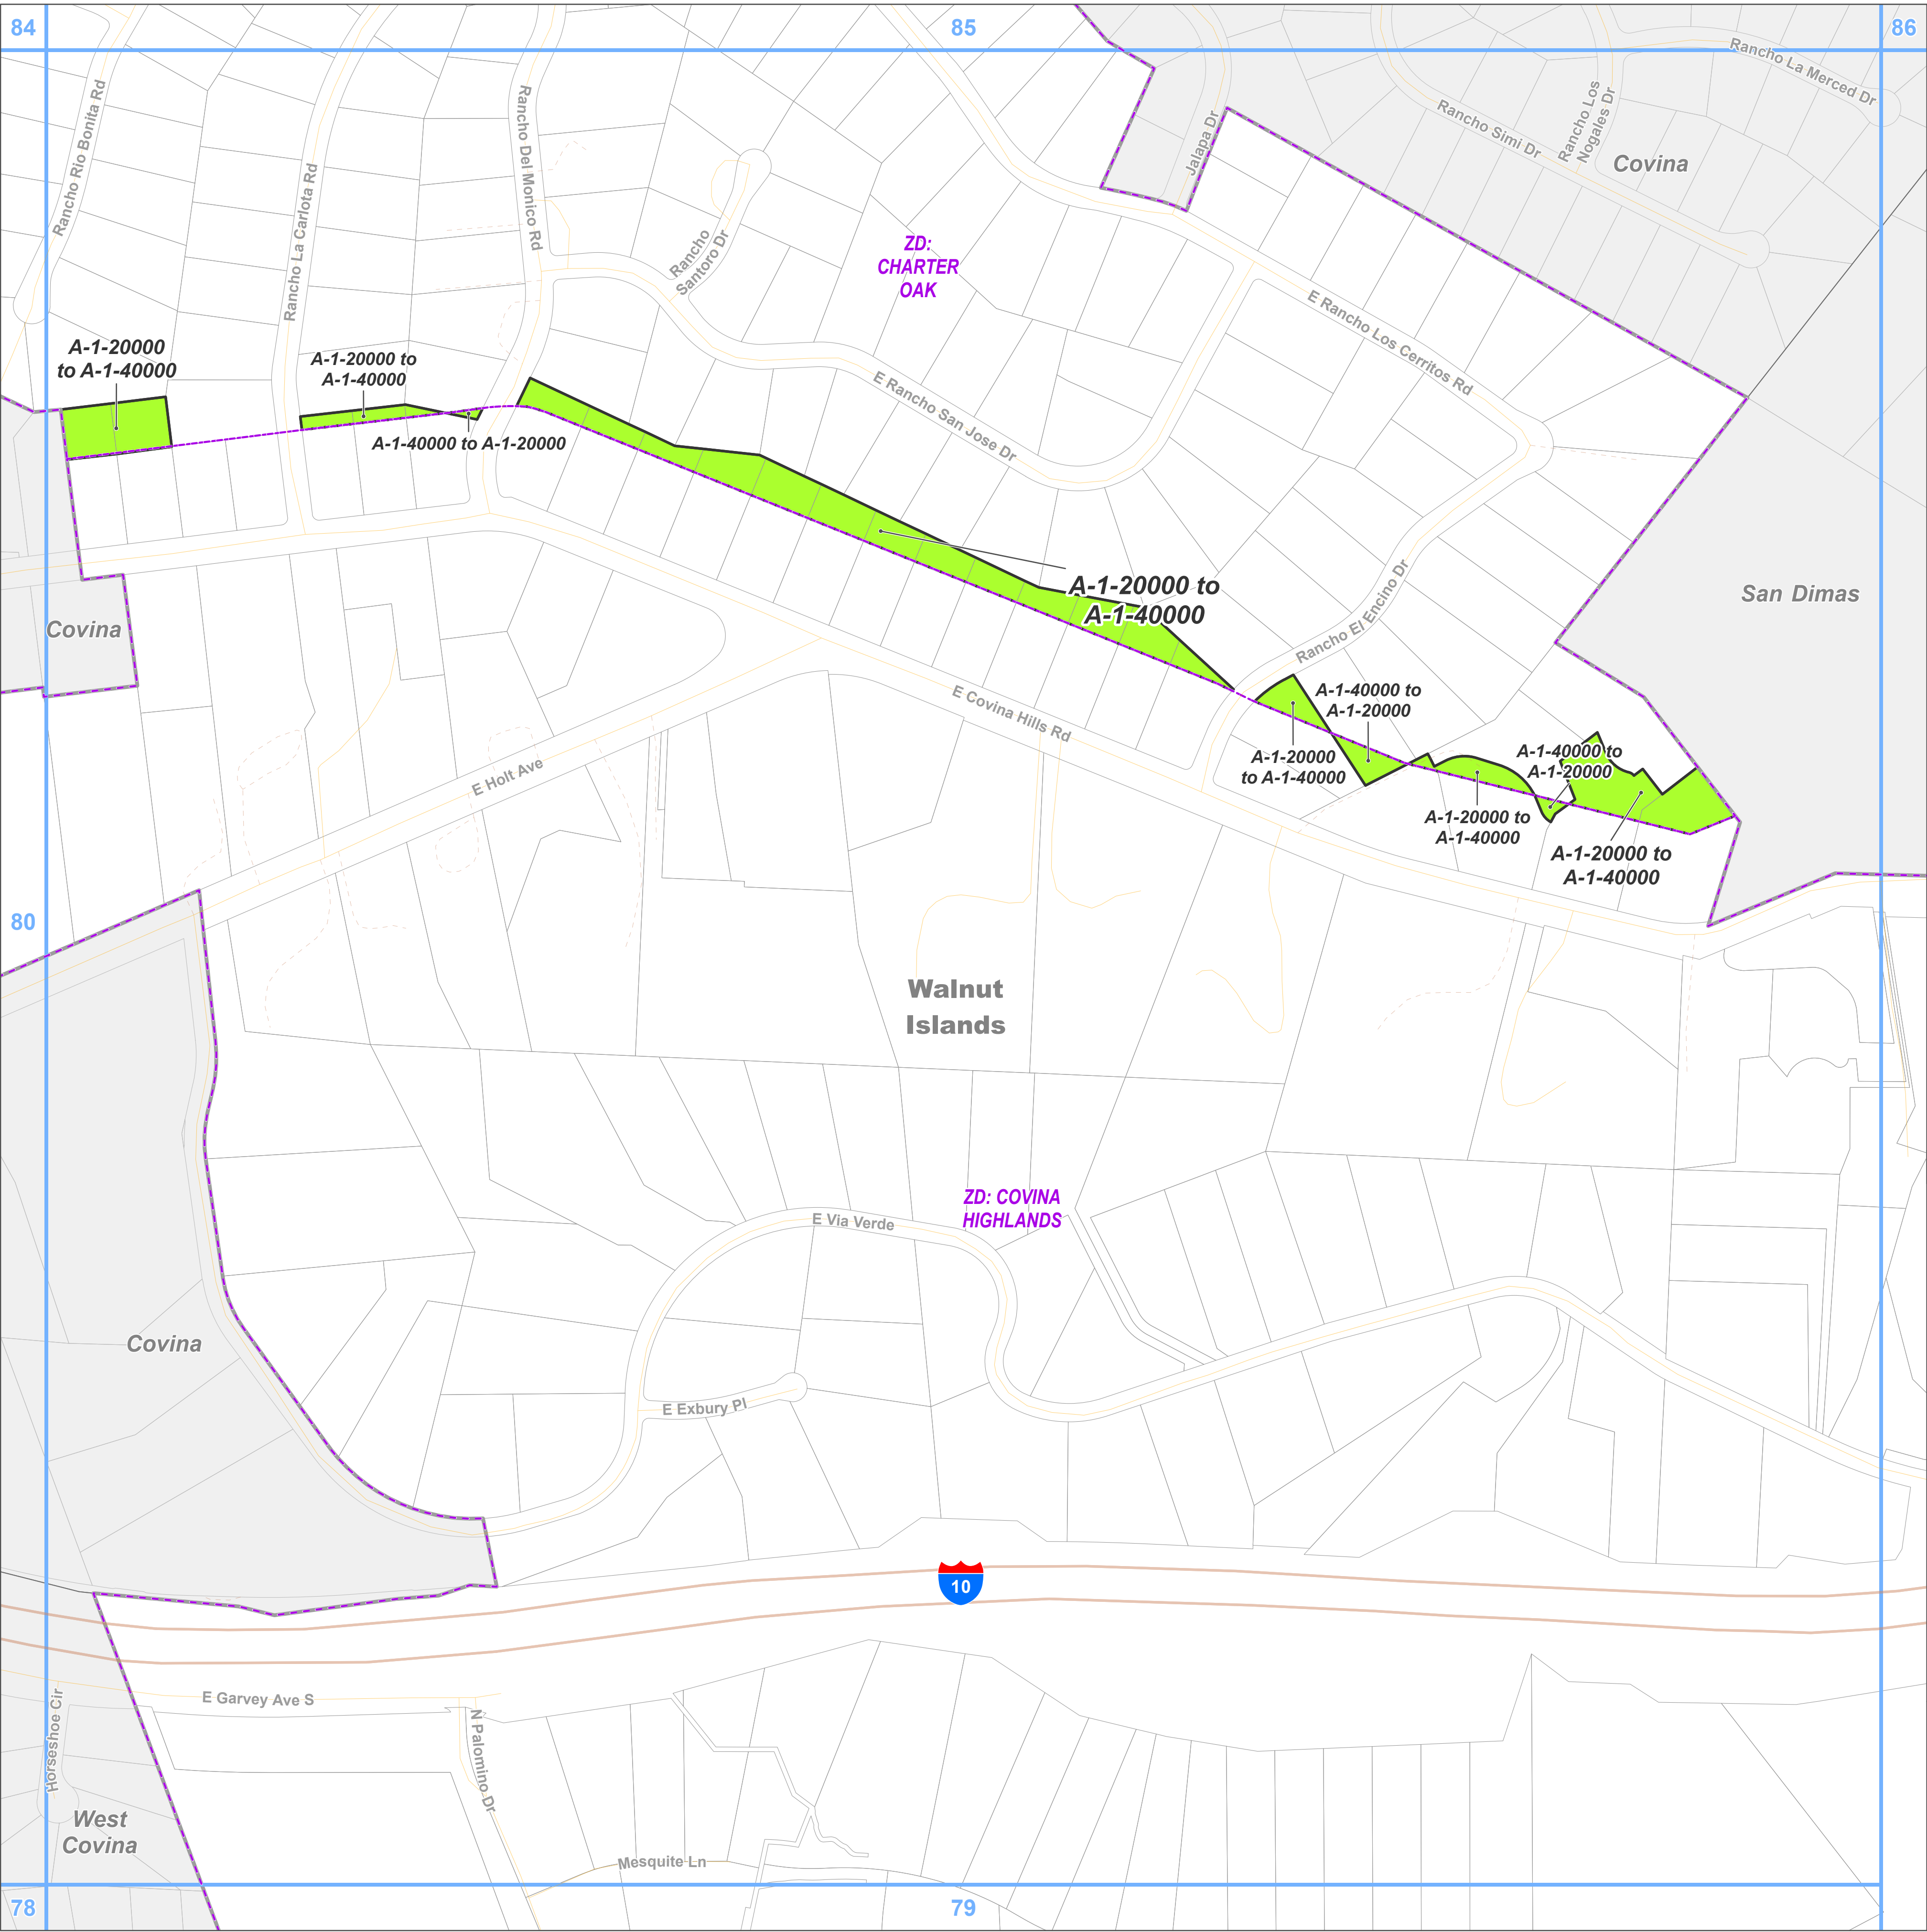 84
85
86
Rancho La Merced Dr
Rancho Rio Bonita Rd
Rancho Del Monico Rd
Jalapa Dr
Rancho Simi Dr
Rancho Los
Nogales Dr
Covina
Rancho La Carlota Rd
Rancho
Santoro Dr
ZD:
CHARTER
OAK
E Rancho Los Cerritos Rd
A-1-20000
to A-1-40000
A-1-20000 to
A-1-40000
A-1-40000 to A-1-20000
E Rancho San Jose Dr
A-1-20000 to
A-1-40000
Rancho El Encino Dr
San Dimas
Covina
E Covina Hills Rd
A-1-40000 to
A-1-20000
A-1-20000
to A-1-40000
A-1-40000 to
A-1-20000
A-1-20000 to
A-1-40000
A-1-20000 to
A-1-40000
E Holt Ave
80
Walnut
Islands
ZD: COVINA
HIGHLANDS
E Via Verde
Covina
E Exbury Pl
10
E Garvey Ave S
Horseshoe Cir
N Palomino Dr
West
Covina
Mesquite Ln
78
79